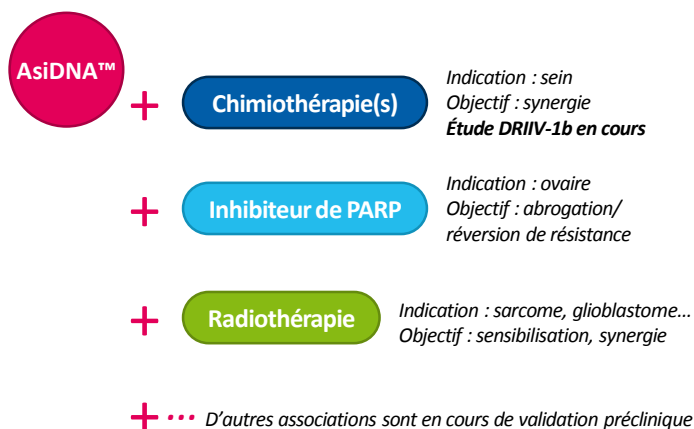 AsiDNA™
+ Chimiothérapie(s)
Indication : sein
Objectif : synergie
Étude DRIIV-1b en cours
+ Inhibiteur de PARP
Indication : ovaire
Objectif : abrogation/
réversion de résistance
+ Radiothérapie
Indication : sarcome, glioblastome...
Objectif : sensibilisation, synergie
+ ... D'autres associations sont en cours de validation préclinique